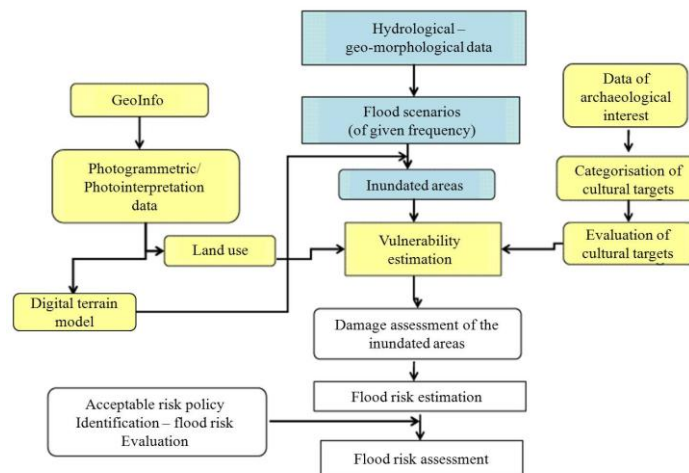 Hydrological –
geo-morphological data
GeoInfo
Data of
archaeological
interest
Flood scenarios
(of given frequency)
Photogrammetric/
Photointerpretation
data
Categorisation of
cultural targets
Inundated areas
Land use
Vulnerability
estimation
Evaluation of
cultural targets
Digital terrain
model
Damage assessment of the
inundated areas
Flood risk estimation
Acceptable risk policy
Identification – flood risk
Evaluation
Flood risk assessment